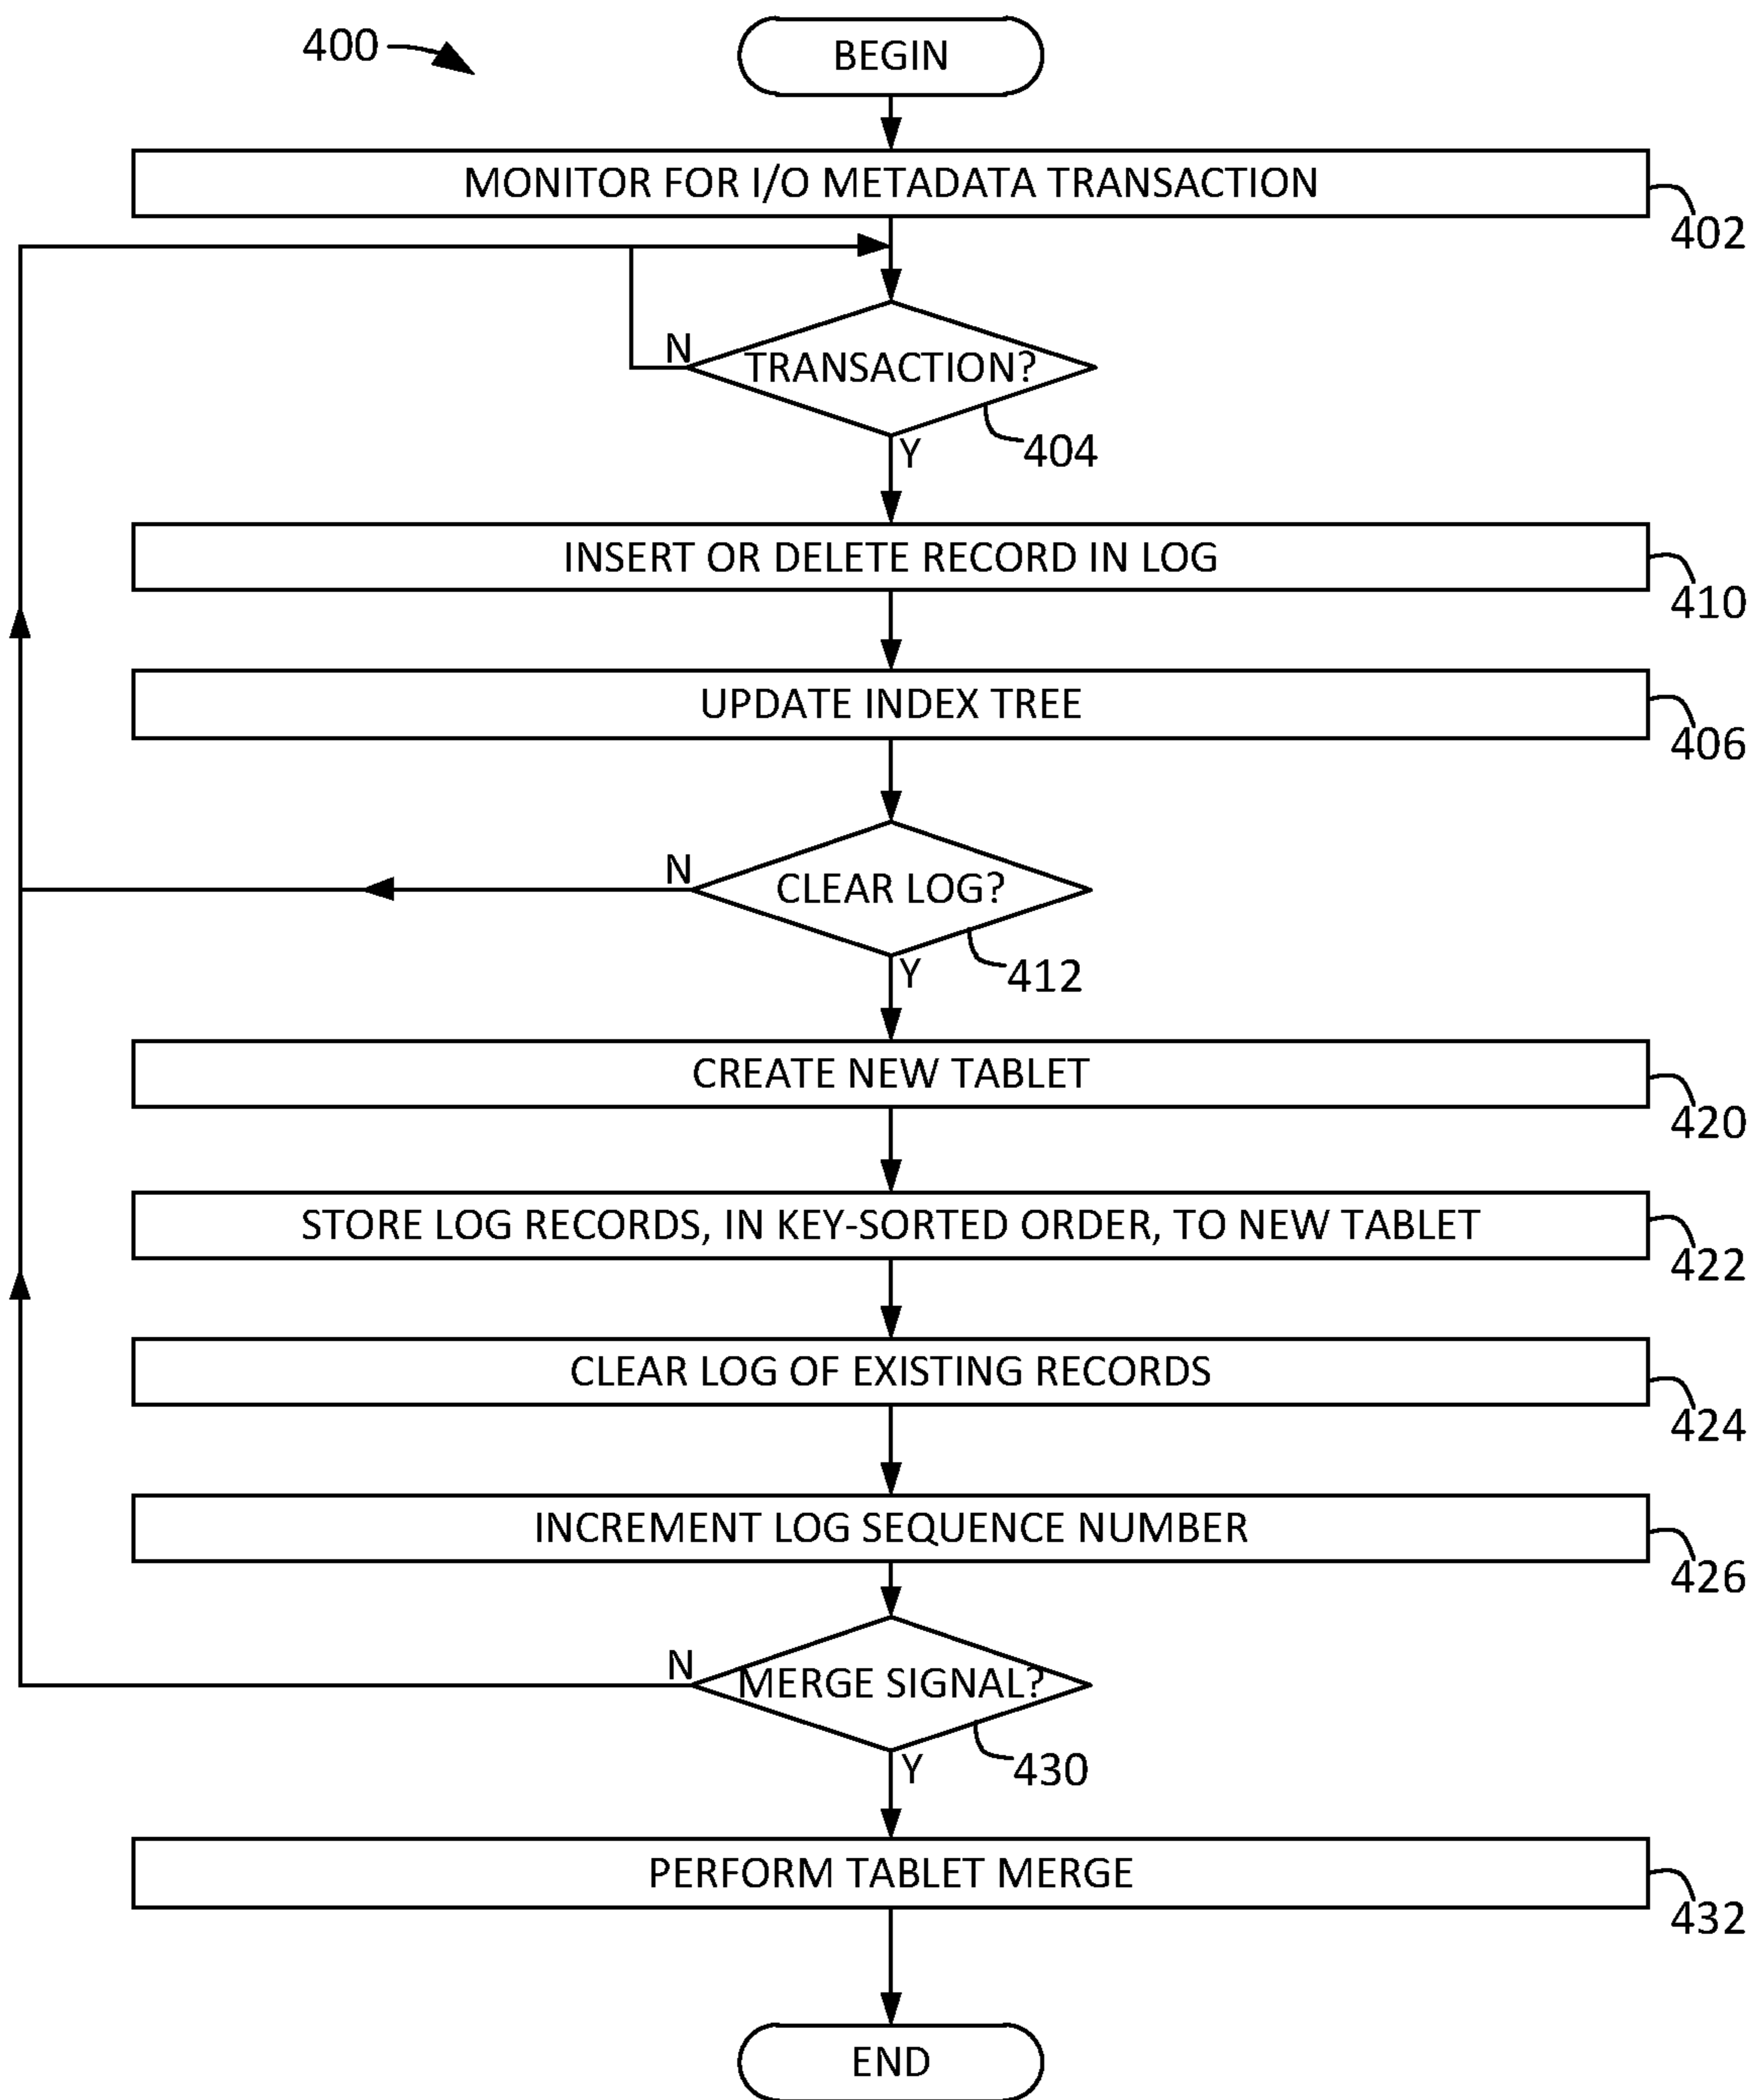 400
BEGIN
MONITOR FOR I/O METADATA TRANSACTION
402
N
TRANSACTION?
404
Y
INSERT OR DELETE RECORD IN LOG
410
UPDATE INDEX TREE
406
N
CLEAR LOG?
412
Y
CREATE NEW TABLET
420
STORE LOG RECORDS, IN KEY-SORTED ORDER, TO NEW TABLET
422
CLEAR LOG OF EXISTING RECORDS
424
INCREMENT LOG SEQUENCE NUMBER
426
N
MERGE SIGNAL?
430
Y
PERFORM TABLET MERGE
432
END